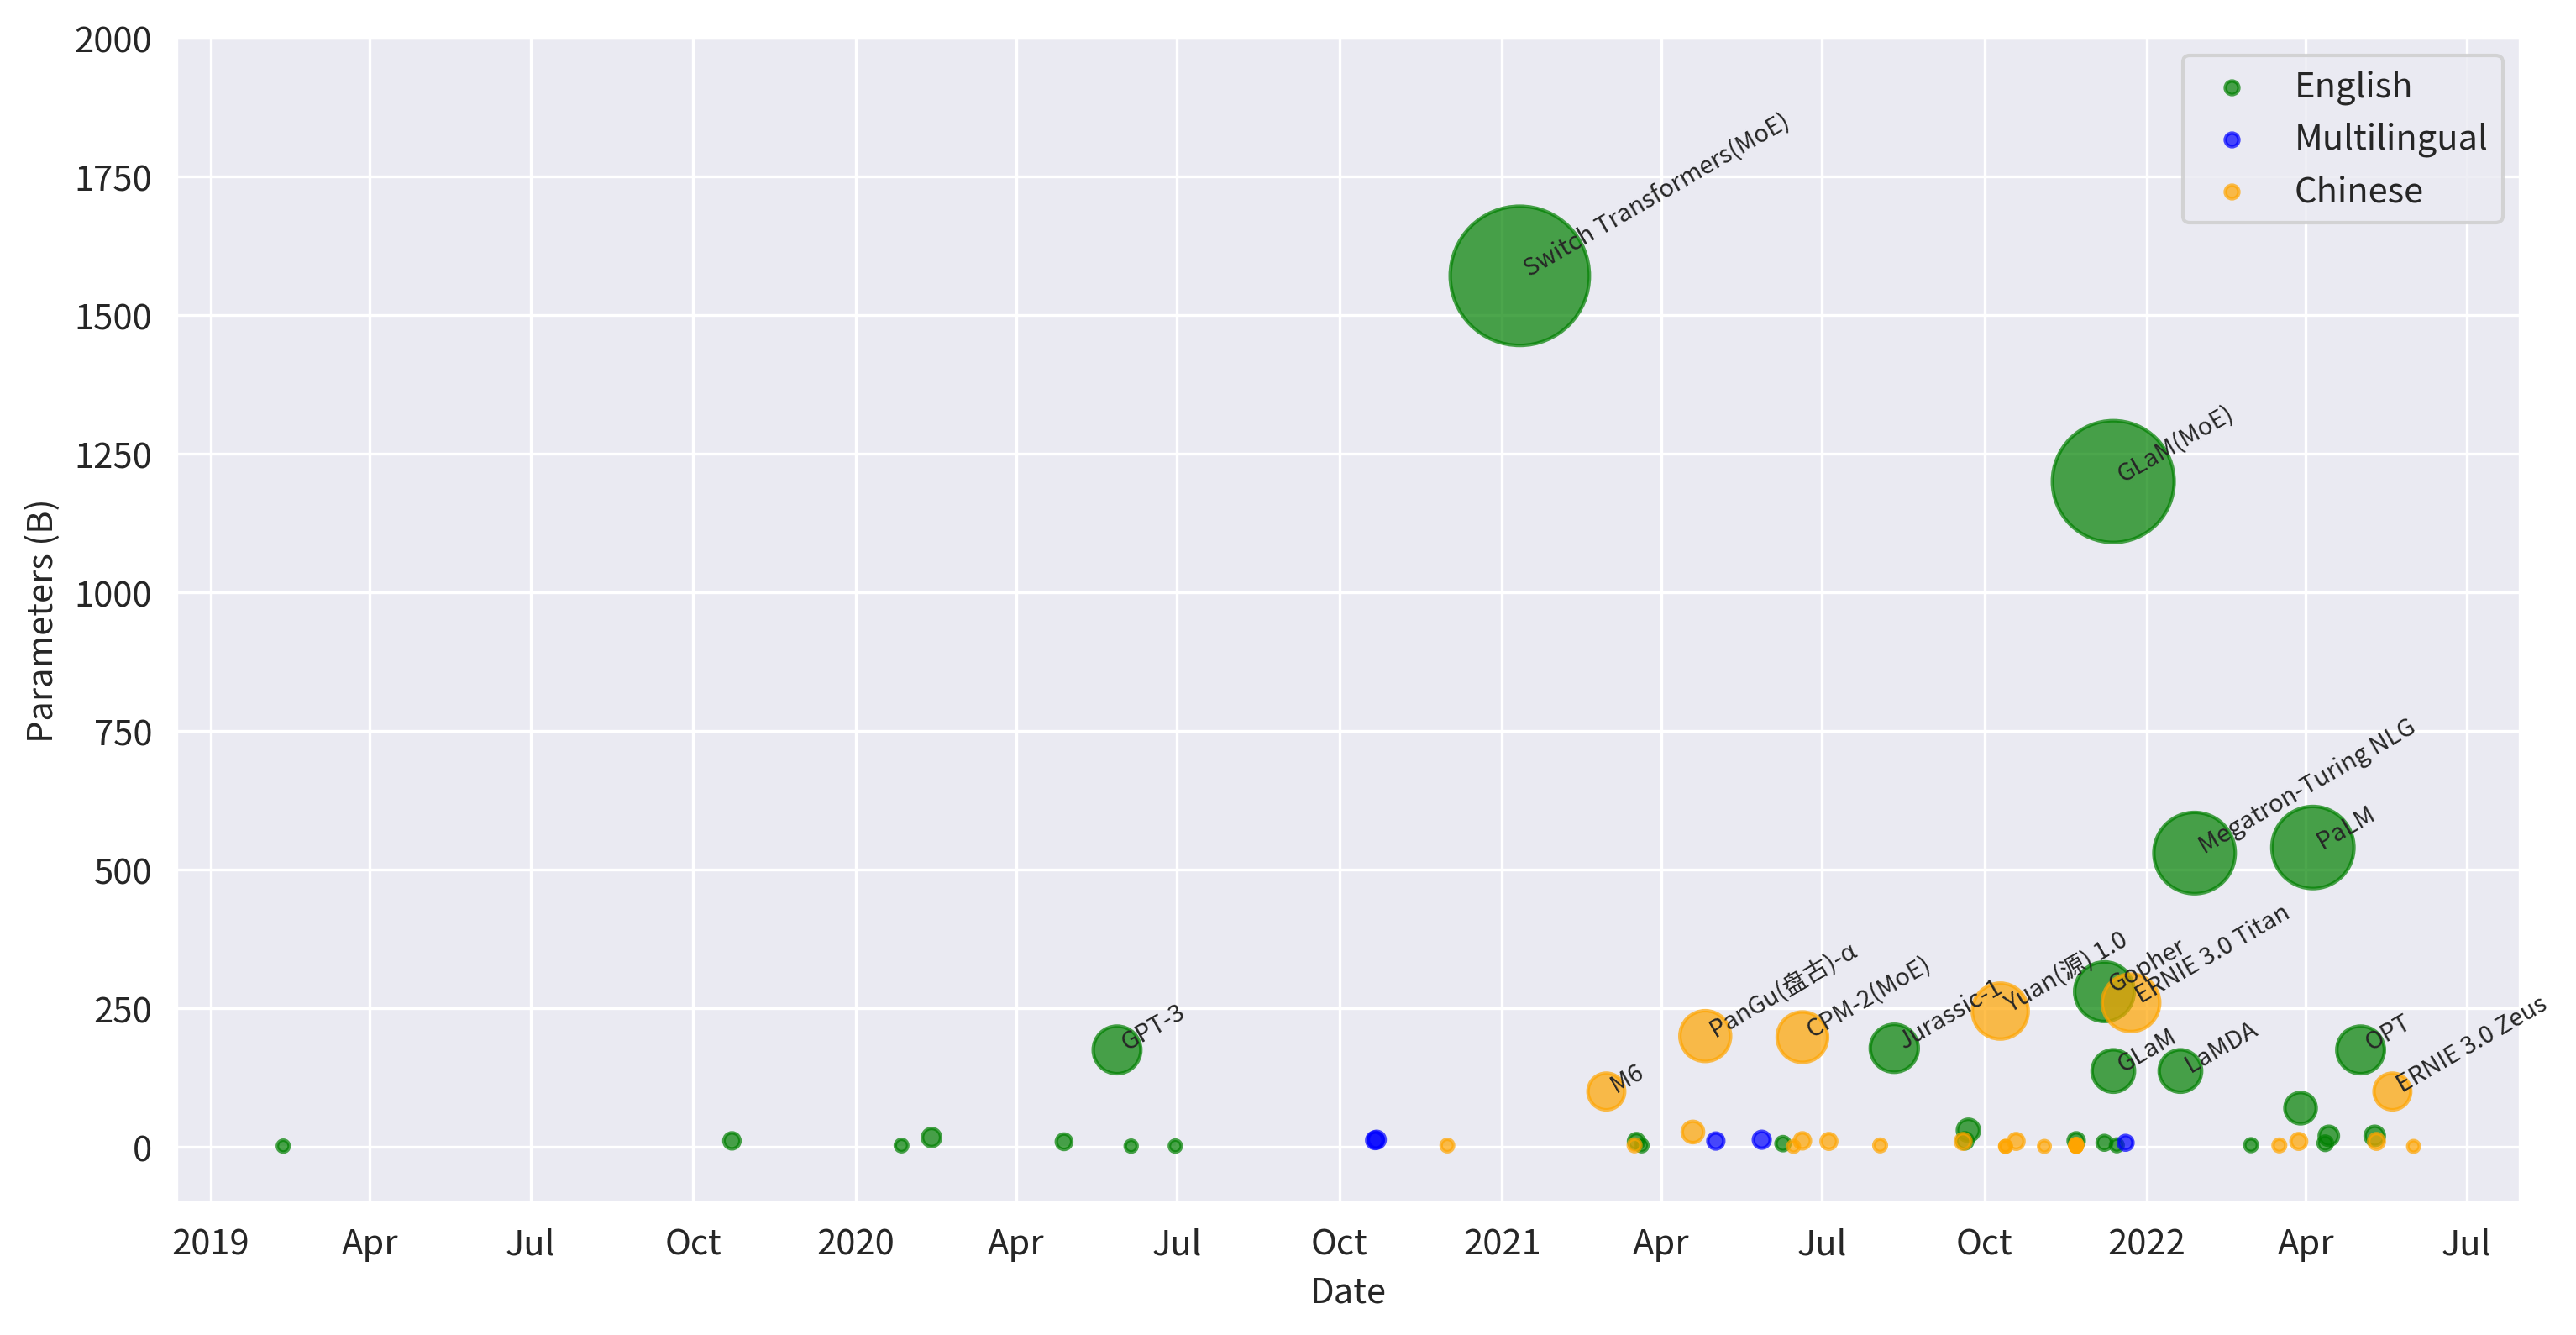 2000
1750
1500
1250
1000
750
500
250
0
Parameters (B)
English
Multilingual
Chinese
Switch Transformers(MoE)
GLaM(MoE)
Megatron-Turing NLG
PaLM
GPT-3
M6
PanGu(盘古)-α
CPM-2(MoE)
Jurassic-1
Yuan(源) 1.0
Gopher
ERNIE 3.0 Titan
GLaM
LaMDA
OPT
ERNIE 3.0 Zeus
2019 Apr Jul Oct 2020 Apr Jul Oct 2021 Apr Jul Oct 2022 Apr Jul
Date